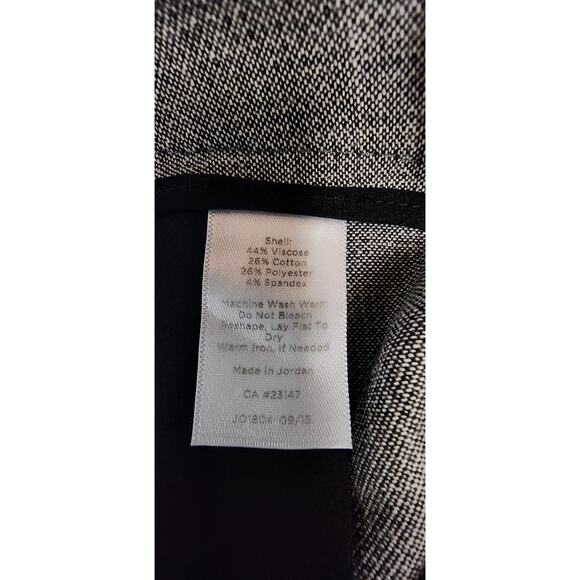 Shell:
44% Viscose
26% Cotton
26% Polyester
4% Spandex
Machine Wash Warm
Do Not Bleach
Reshape, Lay Flat To
Dry
Warm Iron, If Needed
Made In Jordan
CA #23147
JO1804 09/15